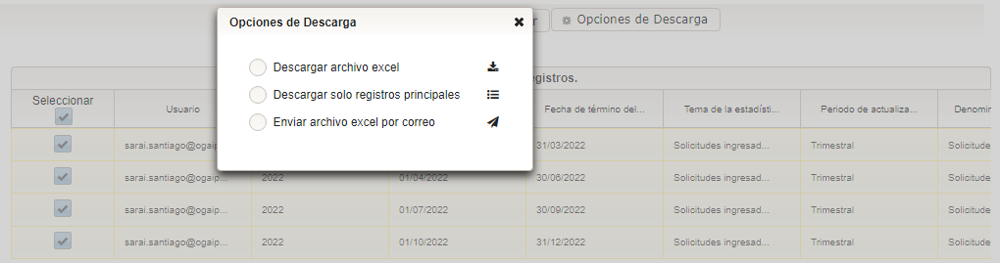 Opciones de Descarga
r
Opciones de Descarga
Descargar archivo excel
Descargar solo registros principales
Enviar archivo excel por correo
egistros.
Seleccionar
Usuario
Fecha de término del...
Tema de la estadísti...
Periodo de actualiza...
Denomin
sarai.santiago@ogaip...
31/03/2022
Solicitudes ingresad...
Trimestral
Solicitude
sarai.santiago@ogaip...
2022
01/04/2022
30/06/2022
Solicitudes ingresad...
Trimestral
Solicitude
sarai.santiago@ogaip...
2022
01/07/2022
30/09/2022
Solicitudes ingresad...
Trimestral
Solicitude
sarai.santiago@ogaip...
2022
01/10/2022
31/12/2022
Solicitudes ingresad...
Trimestral
Solicitude